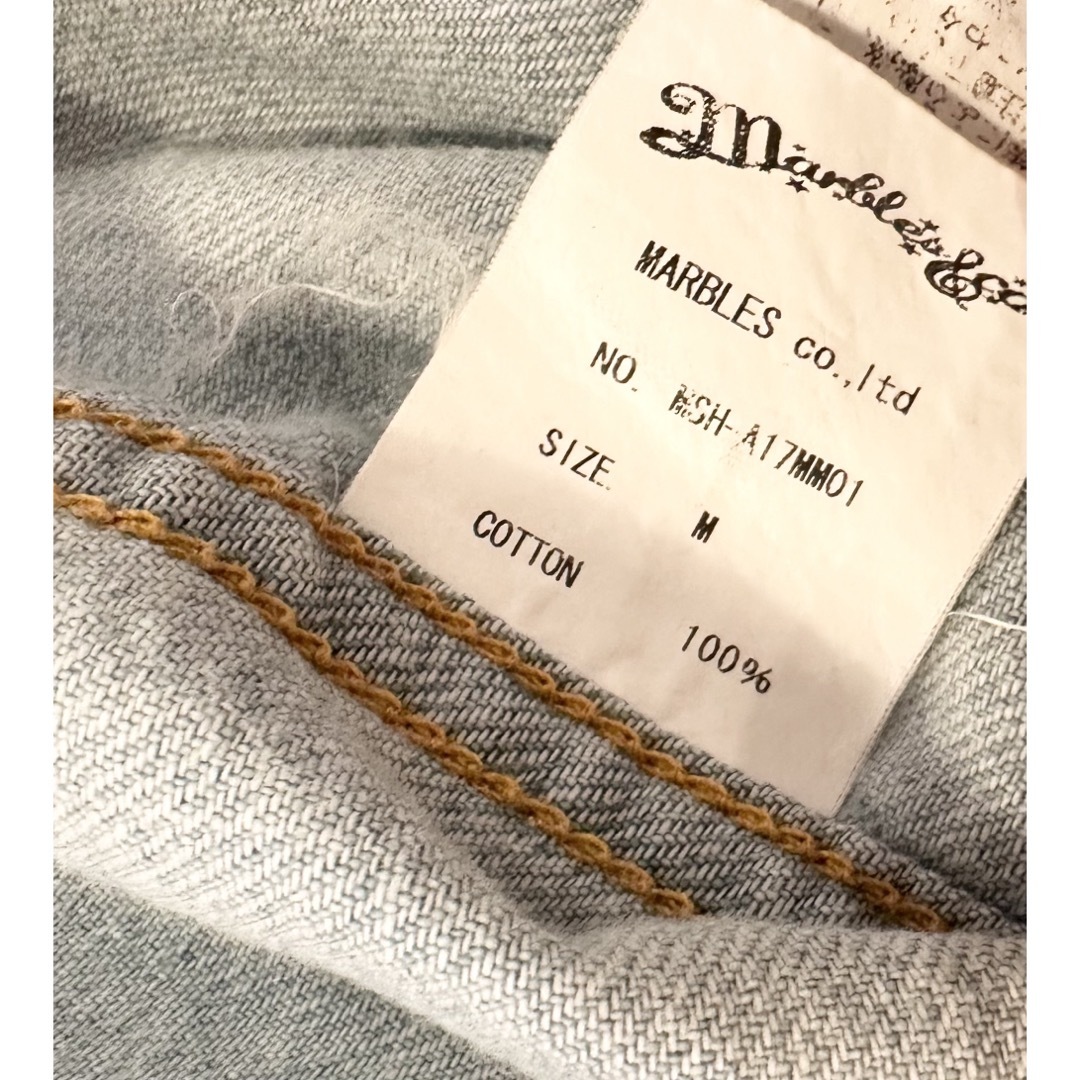 Marbles & co
MARBLES co.,ltd
NO. MSH-A17MM01
SIZE. M
COTTON 100%